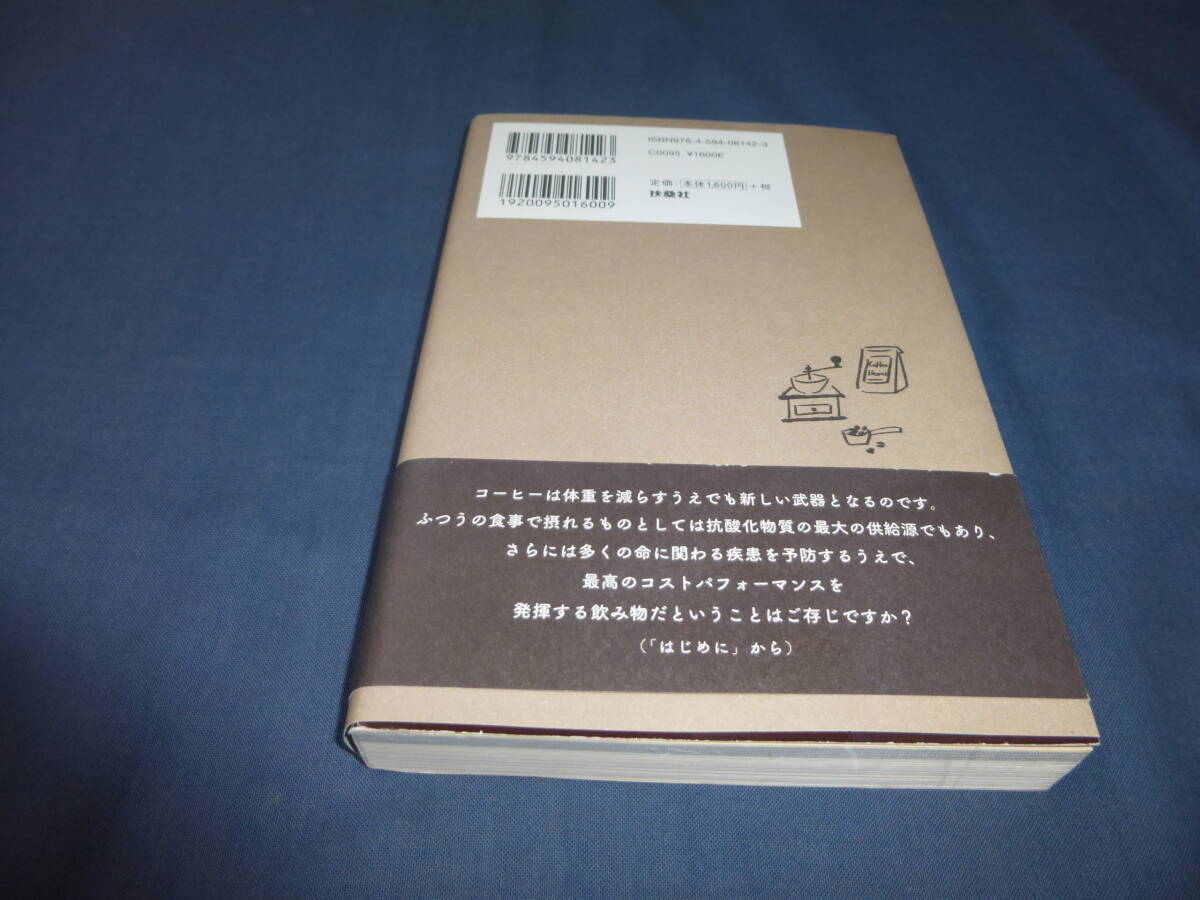 9784594081423
ISBN978-4-594-08142-3
C0095 ¥1600E
1920095016009
定価：[本体1,600円]+税
扶桑社
コーヒーは体重を減らすうえでも新しい武器となるのです。
ふつうの食事で摂れるものとしては抗酸化物質の最大の供給源でもあり、
さらには多くの命に関わる疾患を予防するうえで、
最高のコストパフォーマンスを
発揮する飲み物だということはご存じですか？
（「はじめに」から）